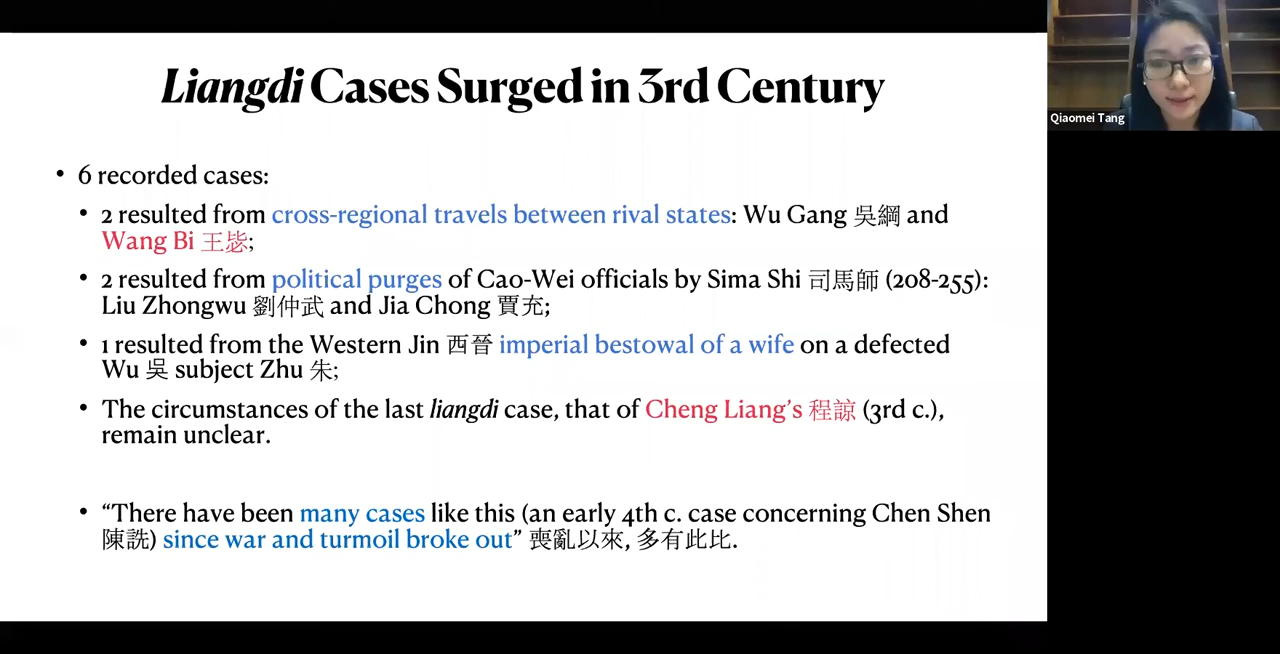 Liangdi Cases Surged in 3rd Century
• 6 recorded cases:
• 2 resulted from cross-regional travels between rival states: Wu Gang 吳綱 and
Wang Bi 王毖;
• 2 resulted from political purges of Cao-Wei officials by Sima Shi 司馬師 (208-255):
Liu Zhongwu 劉仲武 and Jia Chong 賈充;
• 1 resulted from the Western Jin 西晉 imperial bestowal of a wife on a defected
Wu 吳 subject Zhu 朱;
• The circumstances of the last liangdi case, that of Cheng Liang’s 程諒 (3rd c.),
remain unclear.
• “There have been many cases like this (an early 4th c. case concerning Chen Shen
陳詵) since war and turmoil broke out” 喪亂以來, 多有此比.
Qiaomei Tang